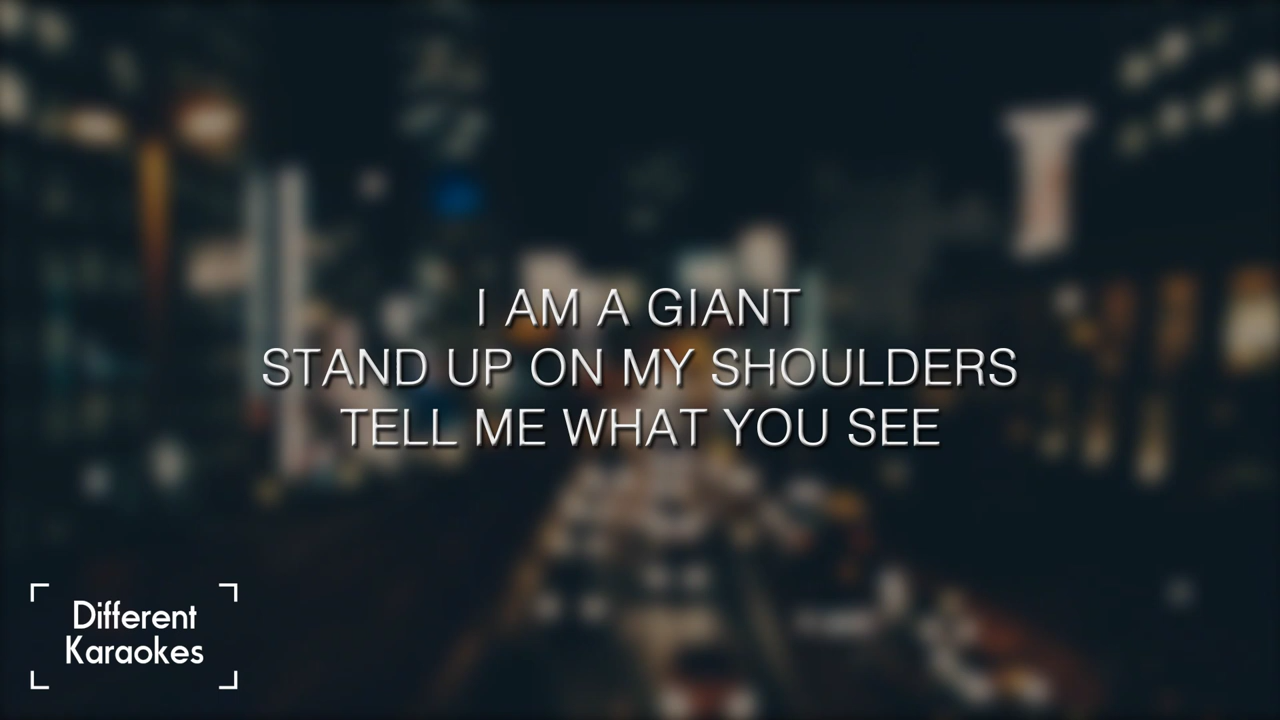 I AM A GIANT
STAND UP ON MY SHOULDERS
TELL ME WHAT YOU SEE
Different
Karaokes